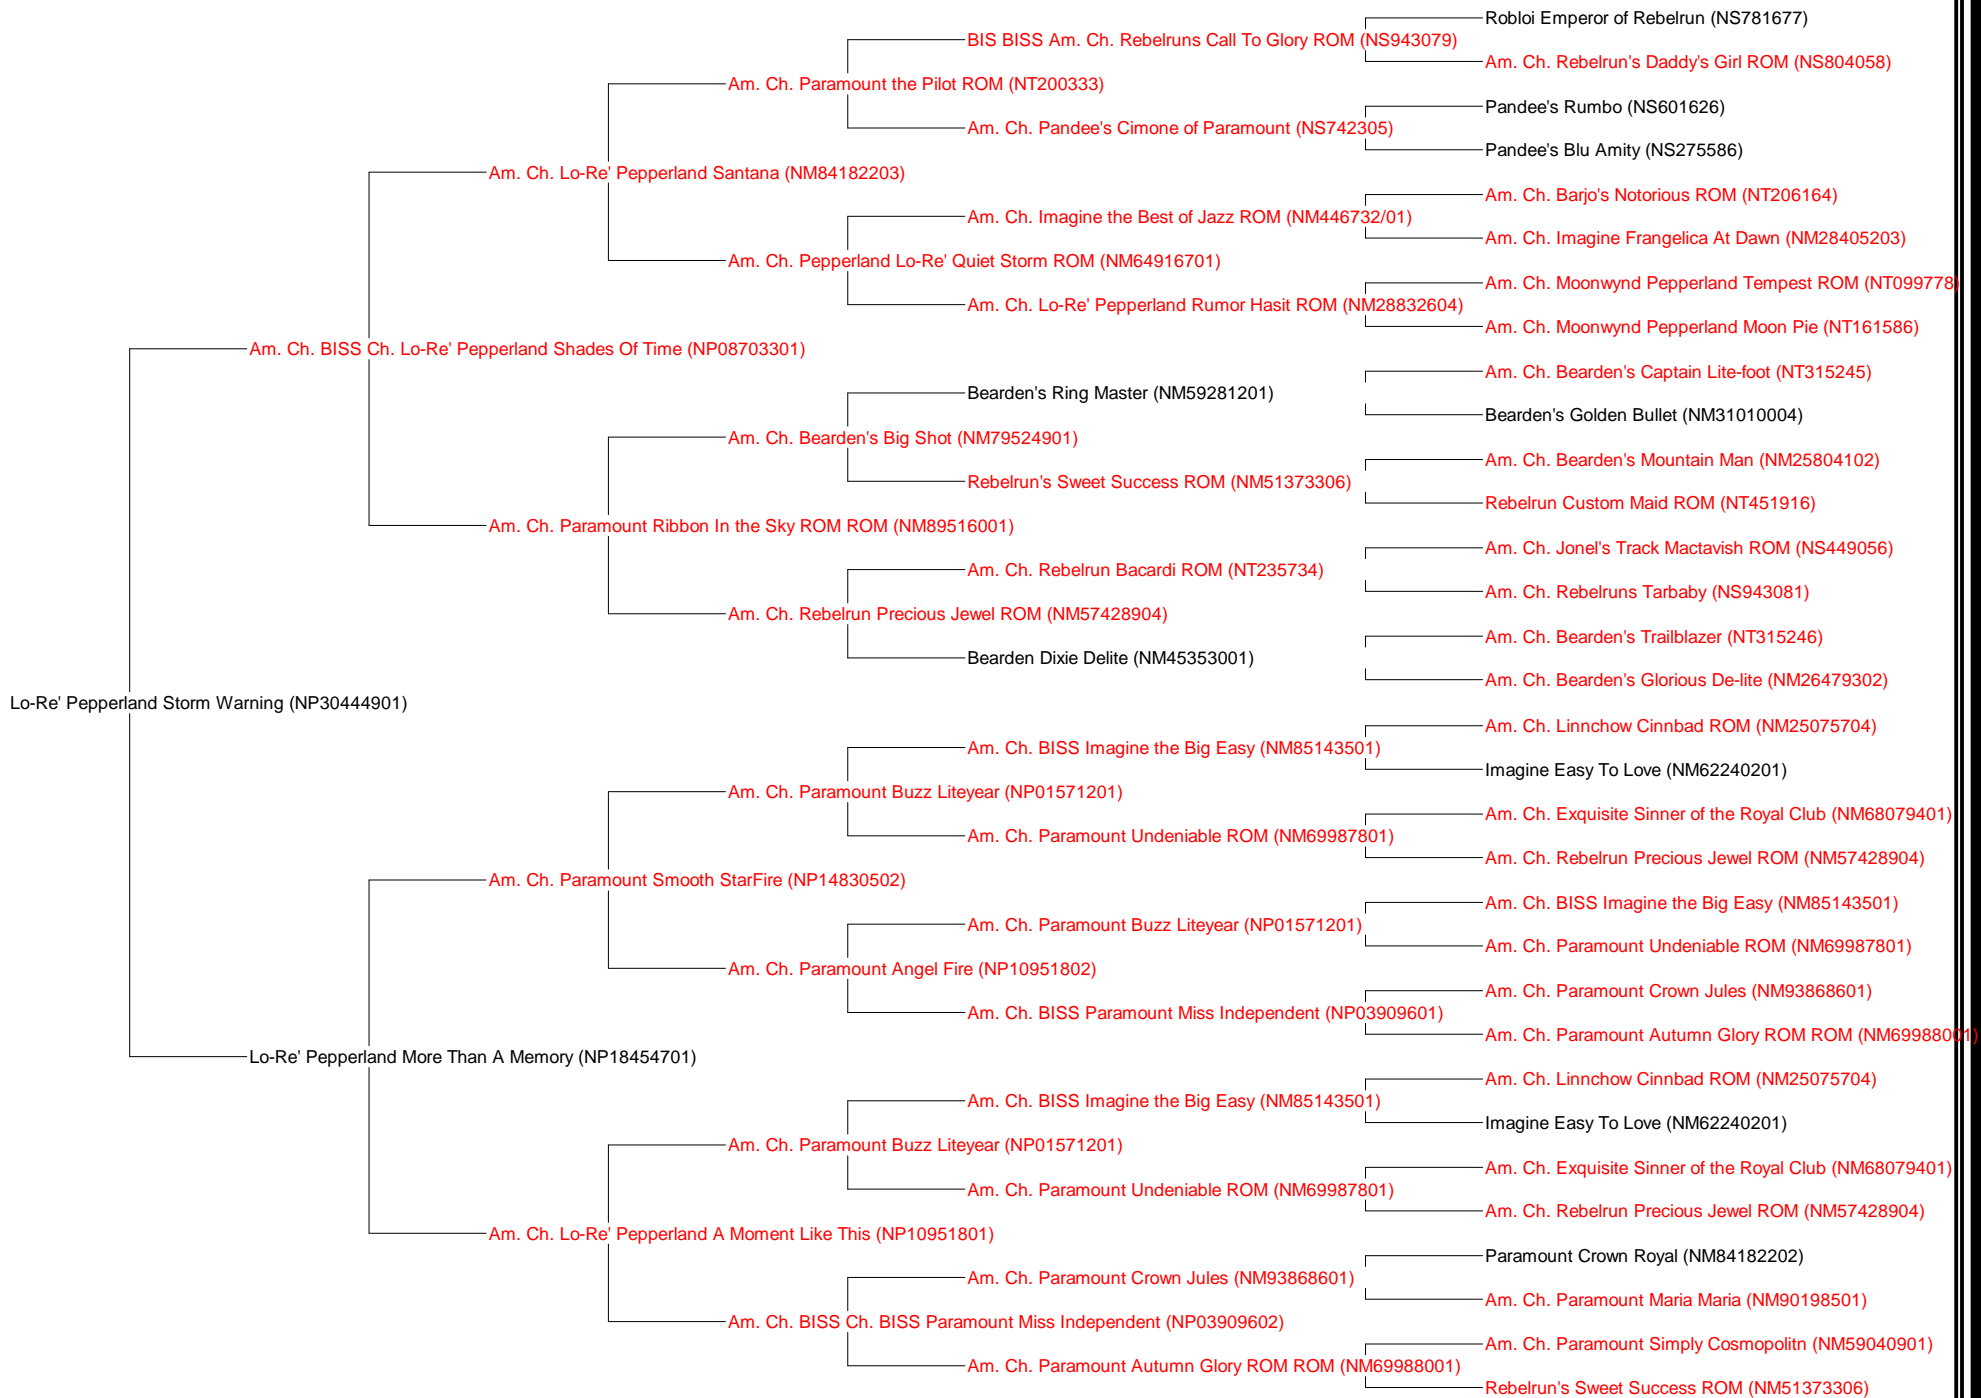 Robloi Emperor of Rebelrun (NS781677)
BIS BISS Am. Ch. Rebelruns Call To Glory ROM (NS943079)
Am. Ch. Rebelrun's Daddy's Girl ROM (NS804058)
Am. Ch. Paramount the Pilot ROM (NT200333)
Pandee's Rumbo (NS601626)
Am. Ch. Pandee's Cimone of Paramount (NS742305)
Pandee's Blu Amity (NS275586)
Am. Ch. Lo-Re' Pepperland Santana (NM84182203)
Am. Ch. Barjo's Notorious ROM (NT206164)
Am. Ch. Imagine the Best of Jazz ROM (NM446732/01)
Am. Ch. Imagine Frangelica At Dawn (NM28405203)
Am. Ch. Pepperland Lo-Re' Quiet Storm ROM (NM64916701)
Am. Ch. Moonwynd Pepperland Tempest ROM (NT099778)
Am. Ch. Lo-Re' Pepperland Rumor Hasit ROM (NM28832604)
Am. Ch. Moonwynd Pepperland Moon Pie (NT161586)
Am. Ch. BISS Ch. Lo-Re' Pepperland Shades Of Time (NP08703301)
Am. Ch. Bearden's Captain Lite-foot (NT315245)
Bearden's Ring Master (NM59281201)
Bearden's Golden Bullet (NM31010004)
Am. Ch. Bearden's Big Shot (NM79524901)
Am. Ch. Bearden's Mountain Man (NM25804102)
Rebelrun's Sweet Success ROM (NM51373306)
Rebelrun Custom Maid ROM (NT451916)
Am. Ch. Paramount Ribbon In the Sky ROM ROM (NM89516001)
Am. Ch. Jonel's Track Mactavish ROM (NS449056)
Am. Ch. Rebelrun Bacardi ROM (NT235734)
Am. Ch. Rebelruns Tarbaby (NS943081)
Am. Ch. Rebelrun Precious Jewel ROM (NM57428904)
Am. Ch. Bearden's Trailblazer (NT315246)
Bearden Dixie Delite (NM45353001)
Am. Ch. Bearden's Glorious De-lite (NM26479302)
Lo-Re' Pepperland Storm Warning (NP30444901)
Am. Ch. Linnchow Cinnbad ROM (NM25075704)
Am. Ch. BISS Imagine the Big Easy (NM85143501)
Imagine Easy To Love (NM62240201)
Am. Ch. Paramount Buzz Liteyear (NP01571201)
Am. Ch. Exquisite Sinner of the Royal Club (NM68079401)
Am. Ch. Paramount Undeniable ROM (NM69987801)
Am. Ch. Rebelrun Precious Jewel ROM (NM57428904)
Am. Ch. Paramount Smooth StarFire (NP14830502)
Am. Ch. BISS Imagine the Big Easy (NM85143501)
Am. Ch. Paramount Buzz Liteyear (NP01571201)
Am. Ch. Paramount Undeniable ROM (NM69987801)
Am. Ch. Paramount Angel Fire (NP10951802)
Am. Ch. Paramount Crown Jules (NM93868601)
Am. Ch. BISS Paramount Miss Independent (NP03909601)
Am. Ch. Paramount Autumn Glory ROM ROM (NM69988001)
Lo-Re' Pepperland More Than A Memory (NP18454701)
Am. Ch. Linnchow Cinnbad ROM (NM25075704)
Am. Ch. BISS Imagine the Big Easy (NM85143501)
Imagine Easy To Love (NM62240201)
Am. Ch. Paramount Buzz Liteyear (NP01571201)
Am. Ch. Exquisite Sinner of the Royal Club (NM68079401)
Am. Ch. Paramount Undeniable ROM (NM69987801)
Am. Ch. Rebelrun Precious Jewel ROM (NM57428904)
Am. Ch. Lo-Re' Pepperland A Moment Like This (NP10951801)
Paramount Crown Royal (NM84182202)
Am. Ch. Paramount Crown Jules (NM93868601)
Am. Ch. Paramount Maria Maria (NM90198501)
Am. Ch. BISS Ch. BISS Paramount Miss Independent (NP03909602)
Am. Ch. Paramount Simply Cosmopolitn (NM59040901)
Am. Ch. Paramount Autumn Glory ROM ROM (NM69988001)
Rebelrun's Sweet Success ROM (NM51373306)